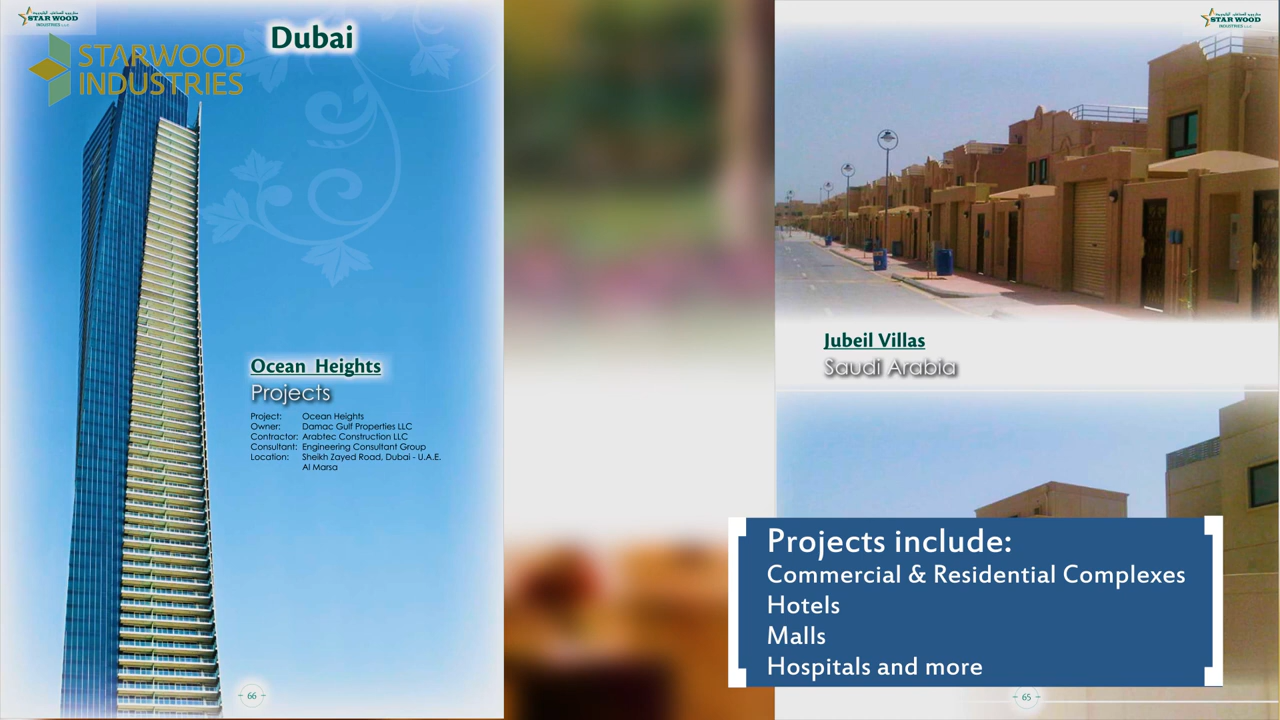 STAR WOOD
INDUSTRIES L.L.C.
STARWOOD
INDUSTRIES
Dubai
Ocean Heights
Projects
Project: Ocean Heights
Owner: Damac Gulf Properties LLC
Contractor: Arabtec Construction LLC
Consultant: Engineering Consultant Group
Location: Sheikh Zayed Road, Dubai - U.A.E.
Al Marsa
66
STAR WOOD
INDUSTRIES L.L.C.
Jubeil Villas
Saudi Arabia
Projects include:
Commercial & Residential Complexes
Hotels
Malls
Hospitals and more
65